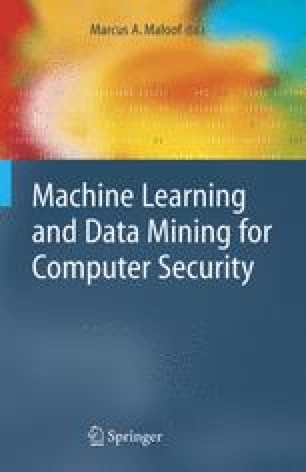 Marcus A. Maloof (Ed.)
Machine Learning
and Data Mining for
Computer Security
Springer